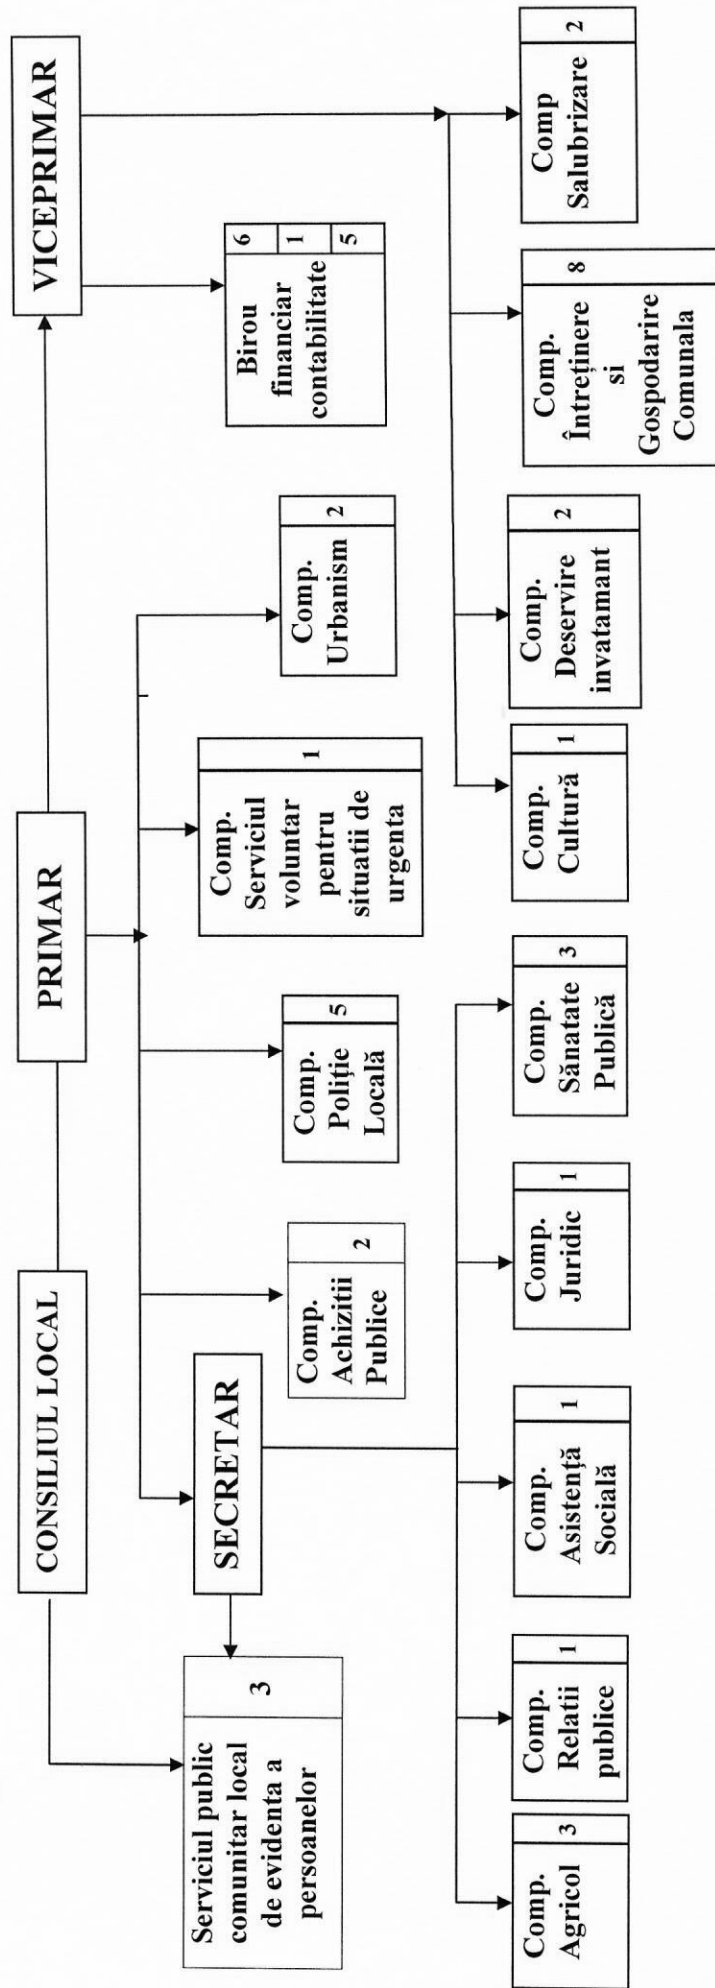 CONSILIUL LOCAL
PRIMAR
VICEPRIMAR
Serviciul public
comunitar local
de evidenta a
persoanelor
3
SECRETAR
Comp.
Achizitii
Publice
2
Comp.
Poliție
Locală
5
Comp.
Serviciul
voluntar
pentru
situatii de
urgenta
1
Comp.
Urbanism
2
Birou
financiar
contabilitate
6
1
5
Comp.
Agricol
3
Comp.
Relatii
publice
1
Comp.
Asistență
Socială
1
Comp.
Juridic
1
Comp.
Sănatate
Publică
3
Comp.
Cultură
1
Comp.
Deservire
invatamant
2
Comp.
Întreținere
si
Gospodarire
Comunala
8
Comp
Salubrizare
2